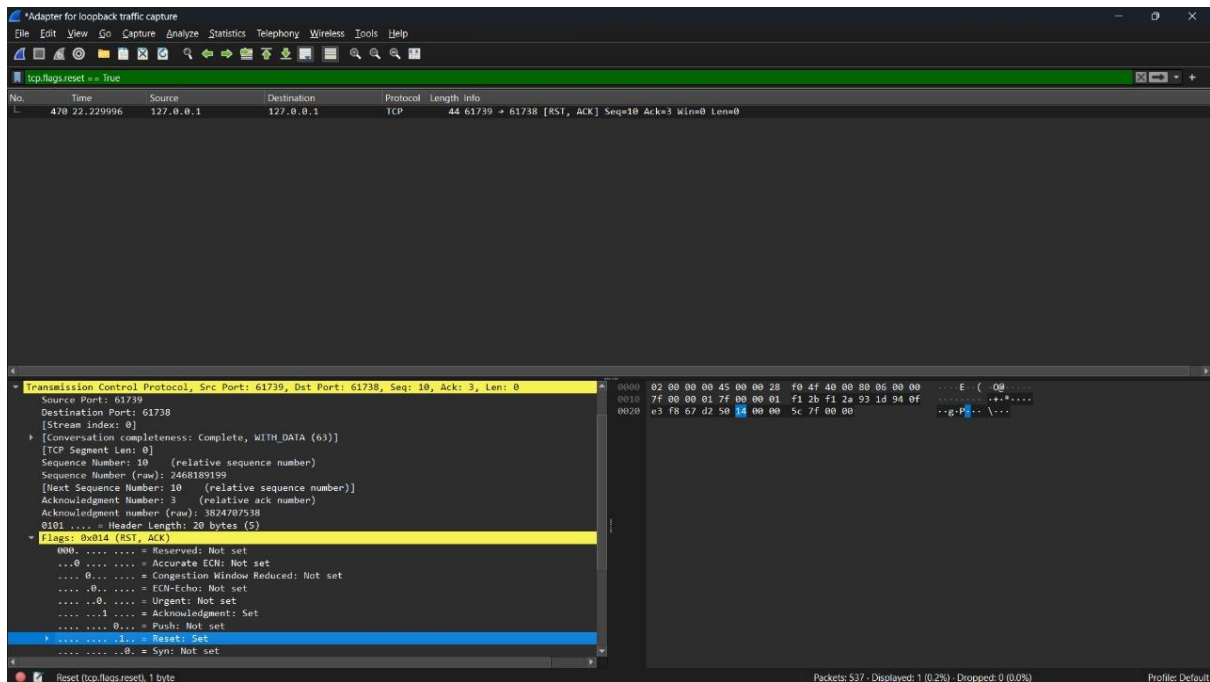 *Adapter for loopback traffic capture
File Edit View Go Capture Analyze Statistics Telephony Wireless Tools Help
tcp.flags.reset == True
No. Time Source Destination Protocol Length Info
470 22.229996 127.0.0.1 127.0.0.1 TCP 44 61739 → 61738 [RST, ACK] Seq=10 Ack=3 Win=0 Len=0
Transmission Control Protocol, Src Port: 61739, Dst Port: 61738, Seq: 10, Ack: 3, Len: 0
Source Port: 61739
Destination Port: 61738
[Stream index: 0]
[Conversation completeness: Complete, WITH_DATA (63)]
[TCP Segment Len: 0]
Sequence Number: 10 (relative sequence number)
Sequence Number (raw): 2468189199
[Next Sequence Number: 10 (relative sequence number)]
Acknowledgment Number: 3 (relative ack number)
Acknowledgment number (raw): 3824707538
0101 .... = Header Length: 20 bytes (5)
Flags: 0x014 (RST, ACK)
000. .... .... = Reserved: Not set
...0 .... .... = Accurate ECN: Not set
.... 0... .... = Congestion Window Reduced: Not set
.... .0.. .... = ECN-Echo: Not set
.... ..0. .... = Urgent: Not set
.... ...1 .... = Acknowledgment: Set
.... .... 0... = Push: Not set
.... .... .1.. = Reset: Set
.... .... ..0. = Syn: Not set
0000 02 00 00 00 45 00 00 28 f0 4f 40 00 80 06 00 00 ····E··( ·O@·····
0010 7f 00 00 01 7f 00 00 01 f1 2b f1 2a 93 1d 94 0f ········ ·+·*····
0020 e3 f8 67 d2 50 14 00 00 5c 7f 00 00 ··g·P··· \···
Reset (tcp.flags.reset), 1 byte
Packets: 537 · Displayed: 1 (0.2%) · Dropped: 0 (0.0%)
Profile: Default